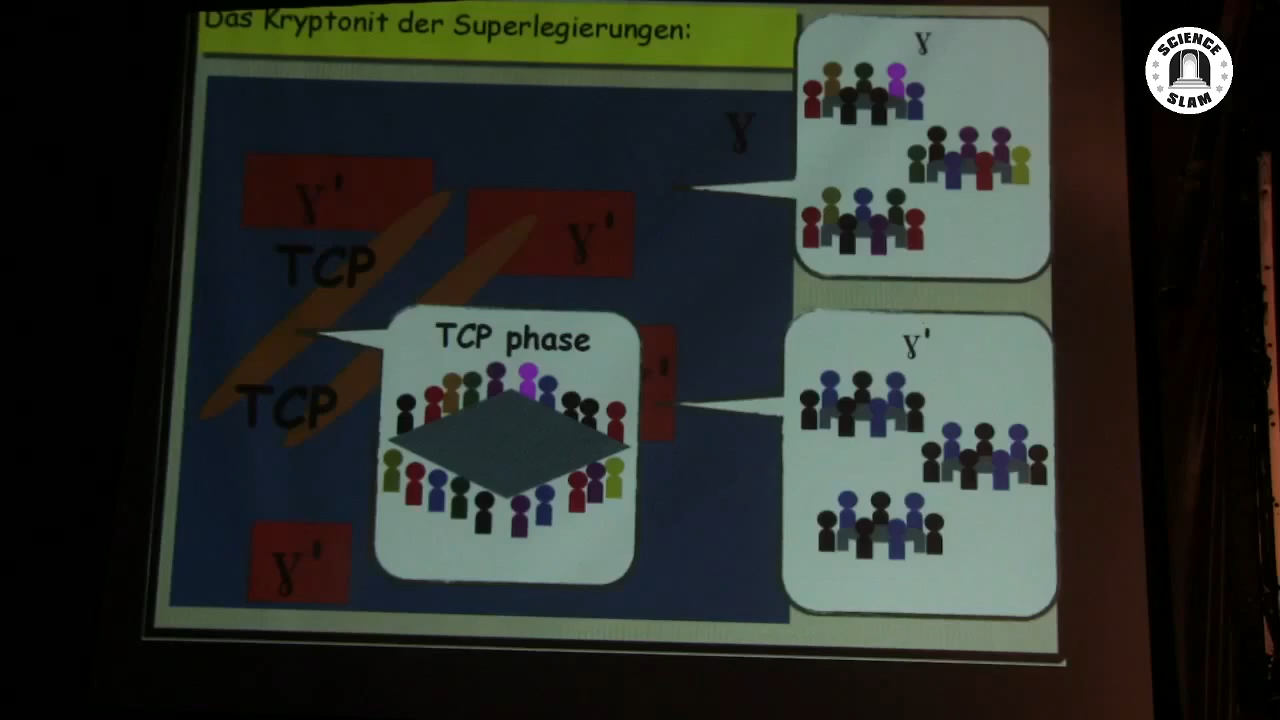 Das Kryptonit der Superlegierungen:
ɣ
ɣ
ɣ'
ɣ'
TCP
TCP phase
ɣ'
TCP
ɣ'
SCIENCE
SLAM